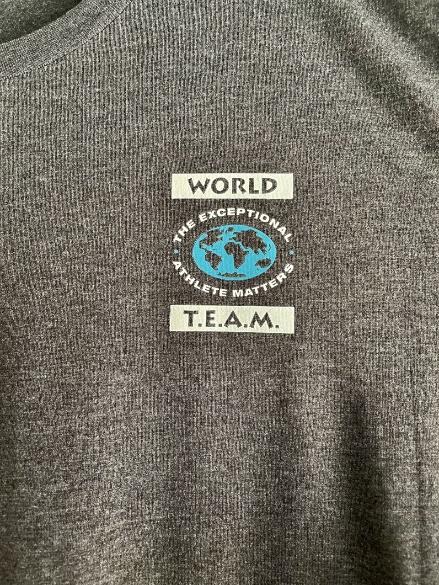 WORLD
THE EXCEPTIONAL
ATHLETE MATTERS
T.E.A.M.